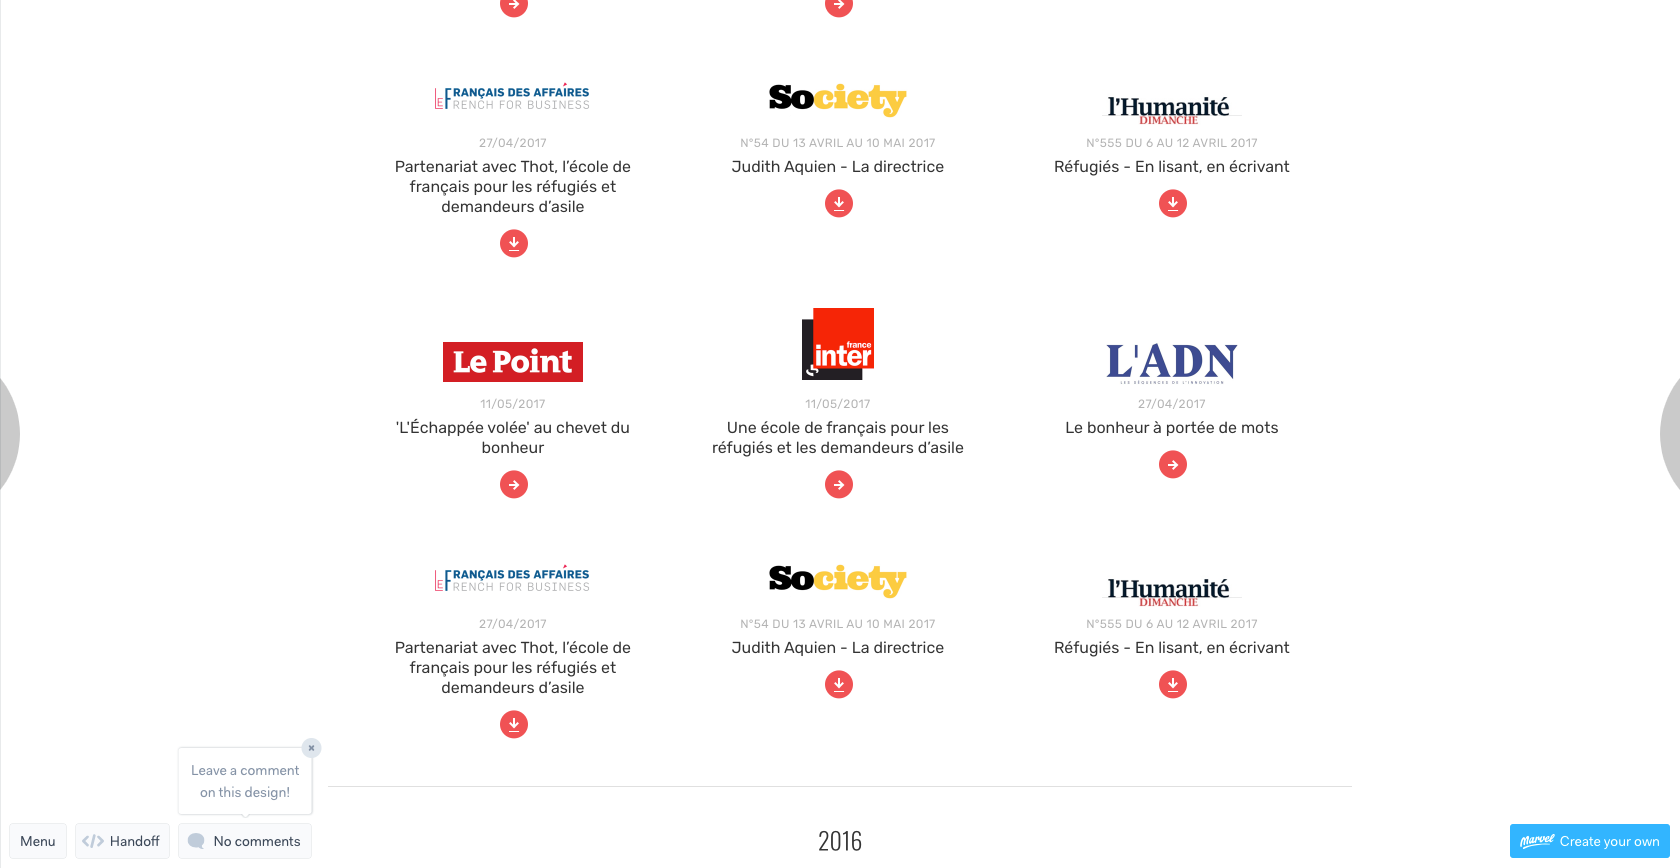 LE FRANÇAIS DES AFFAIRES
FRENCH FOR BUSINESS
27/04/2017
Partenariat avec Thot, l’école de
français pour les réfugiés et
demandeurs d’asile
Society
N°54 DU 13 AVRIL AU 10 MAI 2017
Judith Aquien - La directrice
l'Humanité
DIMANCHE
N°555 DU 6 AU 12 AVRIL 2017
Réfugiés - En lisant, en écrivant
Le Point
11/05/2017
'L'Échappée volée' au chevet du
bonheur
france
inter
11/05/2017
Une école de français pour les
réfugiés et les demandeurs d’asile
L'ADN
LES SÉQUENCES DE L'INNOVATION
27/04/2017
Le bonheur à portée de mots
LE FRANÇAIS DES AFFAIRES
FRENCH FOR BUSINESS
27/04/2017
Partenariat avec Thot, l’école de
français pour les réfugiés et
demandeurs d’asile
Society
N°54 DU 13 AVRIL AU 10 MAI 2017
Judith Aquien - La directrice
l'Humanité
DIMANCHE
N°555 DU 6 AU 12 AVRIL 2017
Réfugiés - En lisant, en écrivant
2016
Leave a comment
on this design!
Menu
</> Handoff
No comments
Marvel Create your own